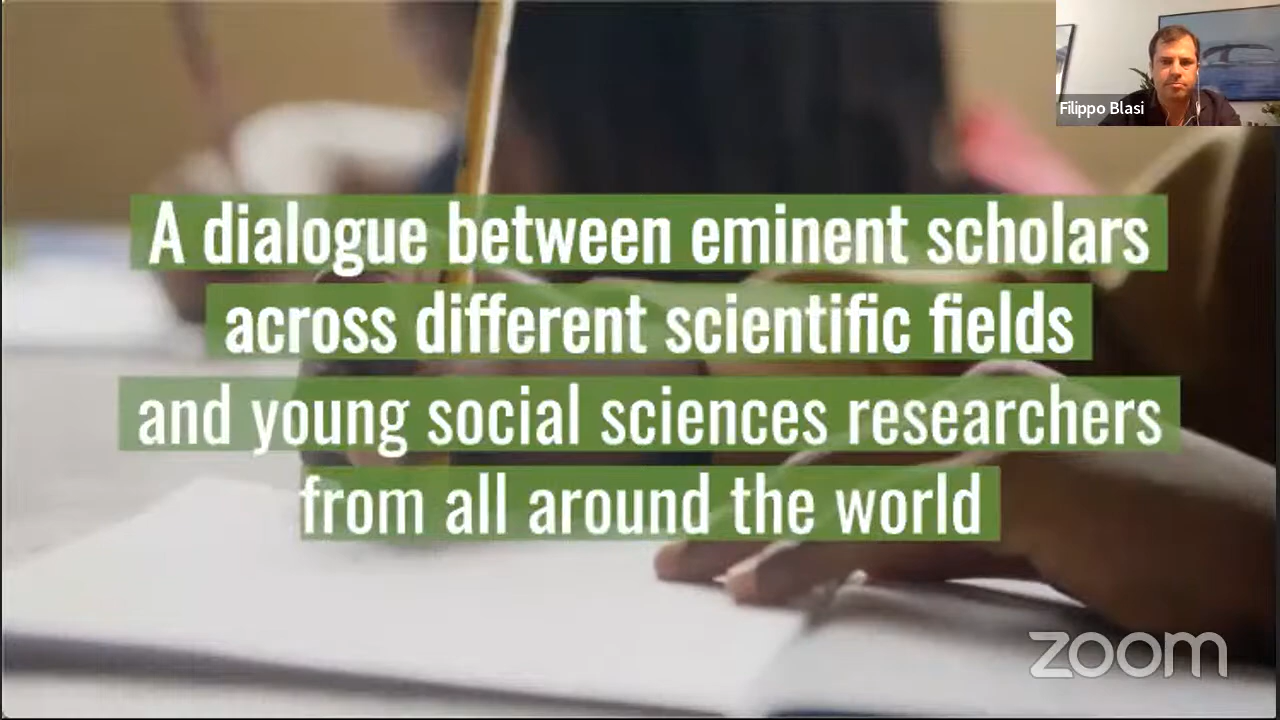 Filippo Blasi
A dialogue between eminent scholars
across different scientific fields
and young social sciences researchers
from all around the world
zoom